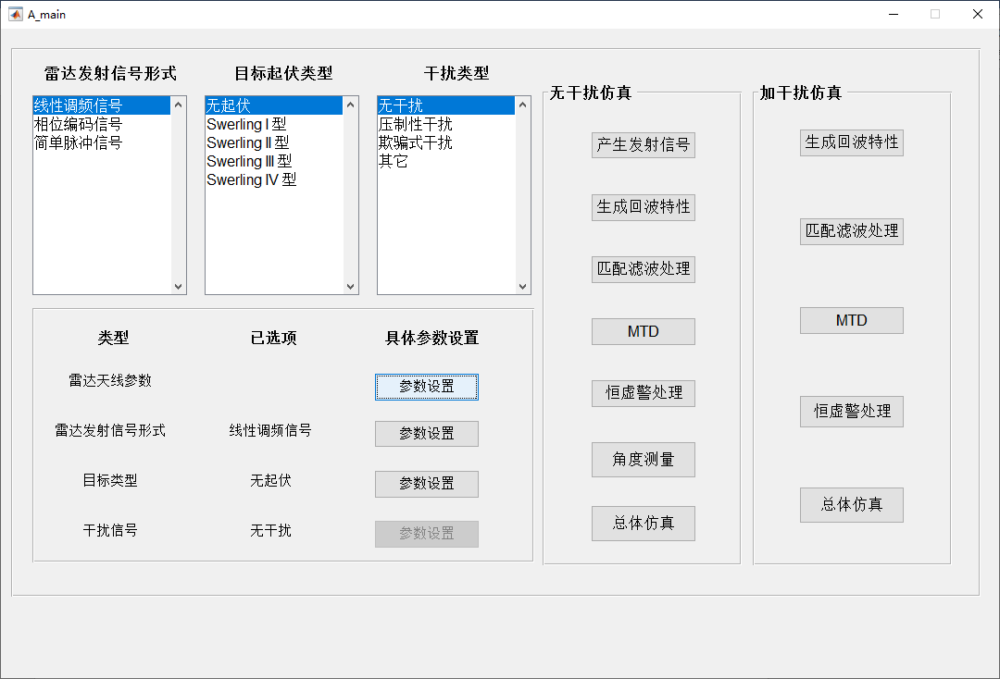 A_main
雷达发射信号形式
目标起伏类型
干扰类型
线性调频信号
相位编码信号
简单脉冲信号
无起伏
Swerling I 型
Swerling II 型
Swerling III 型
Swerling IV 型
无干扰
压制性干扰
欺骗式干扰
其它
类型
已选项
具体参数设置
雷达天线参数
参数设置
雷达发射信号形式
线性调频信号
参数设置
目标类型
无起伏
参数设置
干扰信号
无干扰
参数设置
无干扰仿真
产生发射信号
生成回波特性
匹配滤波处理
MTD
恒虚警处理
角度测量
总体仿真
加干扰仿真
生成回波特性
匹配滤波处理
MTD
恒虚警处理
总体仿真